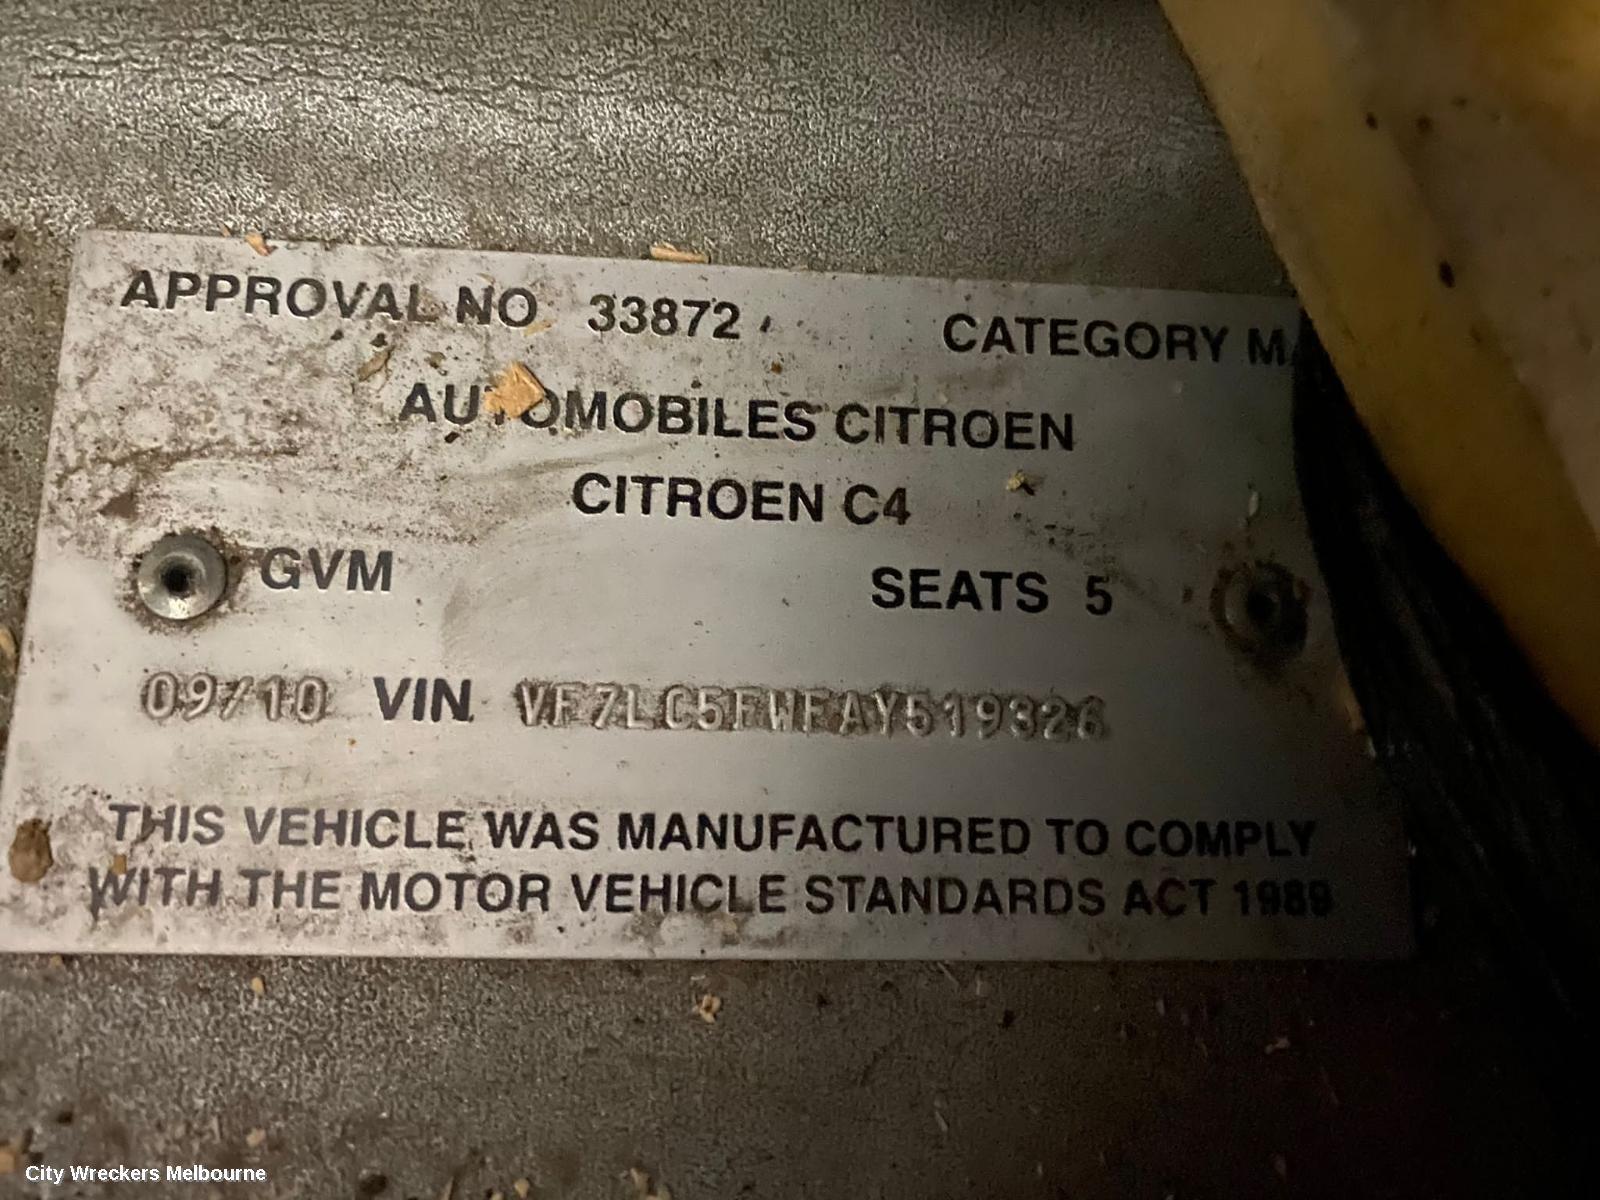 APPROVAL NO 33872 CATEGORY MA
AUTOMOBILES CITROEN
CITROEN C4
GVM SEATS 5
09/10 VIN VF7LC5FWFAY519326
THIS VEHICLE WAS MANUFACTURED TO COMPLY
WITH THE MOTOR VEHICLE STANDARDS ACT 1989
City Wreckers Melbourne